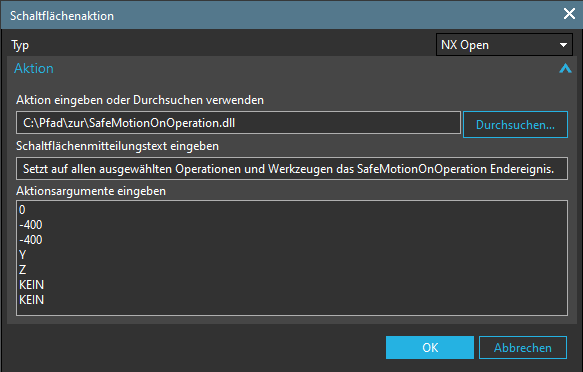 Schaltflächenaktion
Typ
NX Open
Aktion
Aktion eingeben oder Durchsuchen verwenden
C:\Pfad\zur\SafeMotionOnOperation.dll
Durchsuchen...
Schaltflächenmitteilungstext eingeben
Setzt auf allen ausgewählten Operationen und Werkzeugen das SafeMotionOnOperation Endereignis.
Aktionsargumente eingeben
0
-400
-400
Y
Z
KEIN
KEIN
OK
Abbrechen